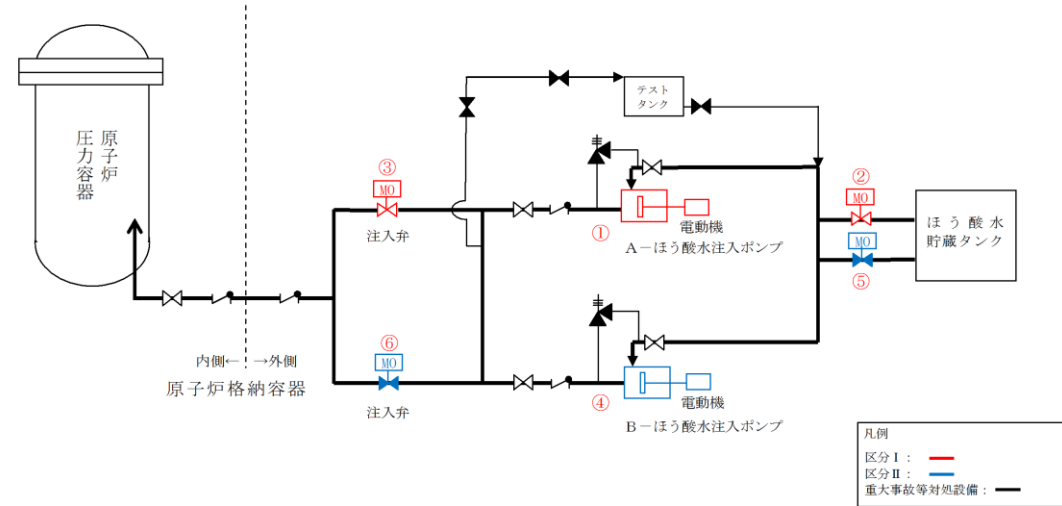 原子炉
圧力容器
内側←
→外側
原子炉格納容器
③
MO
注入弁
⑥
MO
注入弁
テスト
タンク
①
電動機
A－ほう酸水注入ポンプ
④
電動機
B－ほう酸水注入ポンプ
②
MO
MO
⑤
ほう酸水
貯蔵タンク
凡例
区分Ⅰ：
区分Ⅱ：
重大事故等対処設備：